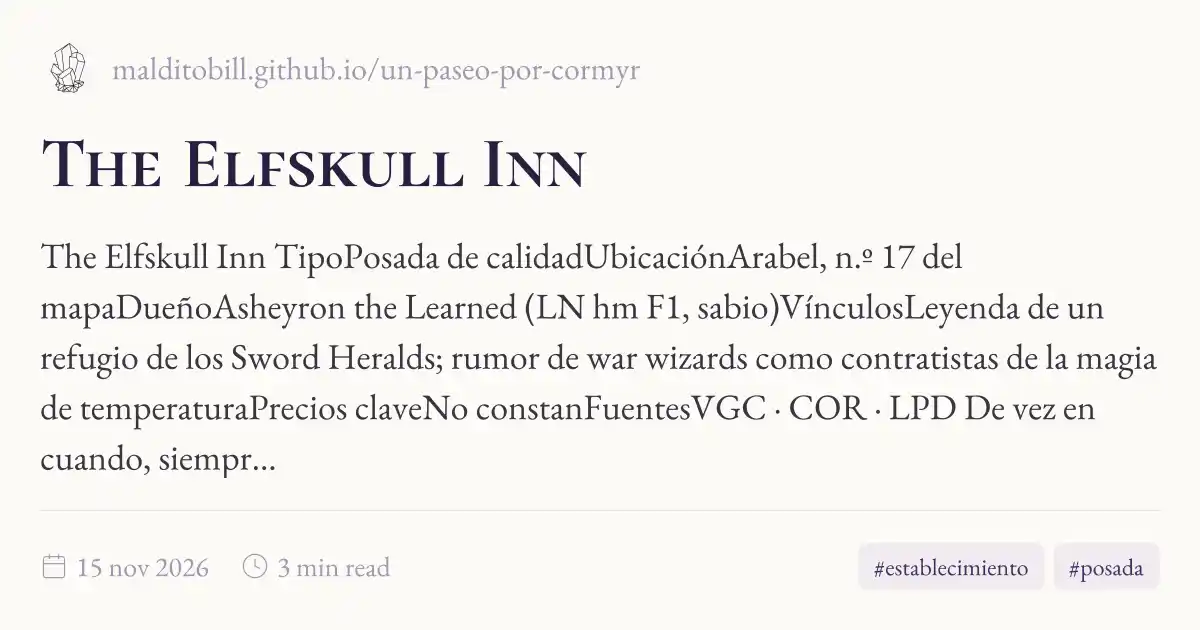 malditobill.github.io/un-paseo-por-cormyr
The Elfskull Inn
The Elfskull Inn TipoPosada de calidadUbicaciónArabel, n.º 17 del
mapaDueñoAsheyron the Learned (LN hm F1, sabio)VínculosLeyenda de un
refugio de los Sword Heralds; rumor de war wizards como contratistas de la magia
de temperaturaPrecios claveNo constanFuentesVGC · COR · LPD De vez en
cuando, siempr...
15 nov 2026 3 min read #establecimiento #posada